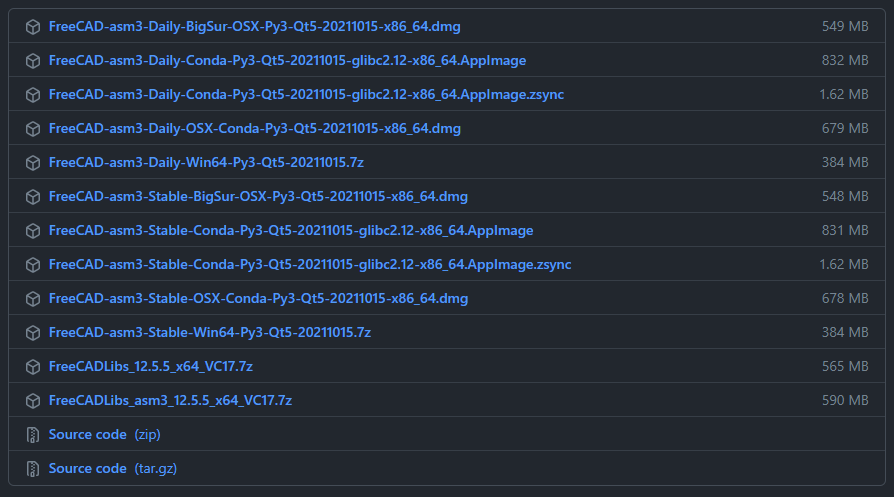 FreeCAD-asm3-Daily-BigSur-OSX-Py3-Qt5-20211015-x86_64.dmg 549 MB
FreeCAD-asm3-Daily-Conda-Py3-Qt5-20211015-glibc2.12-x86_64.AppImage 832 MB
FreeCAD-asm3-Daily-Conda-Py3-Qt5-20211015-glibc2.12-x86_64.AppImage.zsync 1.62 MB
FreeCAD-asm3-Daily-OSX-Conda-Py3-Qt5-20211015-x86_64.dmg 679 MB
FreeCAD-asm3-Daily-Win64-Py3-Qt5-20211015.7z 384 MB
FreeCAD-asm3-Stable-BigSur-OSX-Py3-Qt5-20211015-x86_64.dmg 548 MB
FreeCAD-asm3-Stable-Conda-Py3-Qt5-20211015-glibc2.12-x86_64.AppImage 831 MB
FreeCAD-asm3-Stable-Conda-Py3-Qt5-20211015-glibc2.12-x86_64.AppImage.zsync 1.62 MB
FreeCAD-asm3-Stable-OSX-Conda-Py3-Qt5-20211015-x86_64.dmg 678 MB
FreeCAD-asm3-Stable-Win64-Py3-Qt5-20211015.7z 384 MB
FreeCADLibs_12.5.5_x64_VC17.7z 565 MB
FreeCADLibs_asm3_12.5.5_x64_VC17.7z 590 MB
Source code (zip)
Source code (tar.gz)